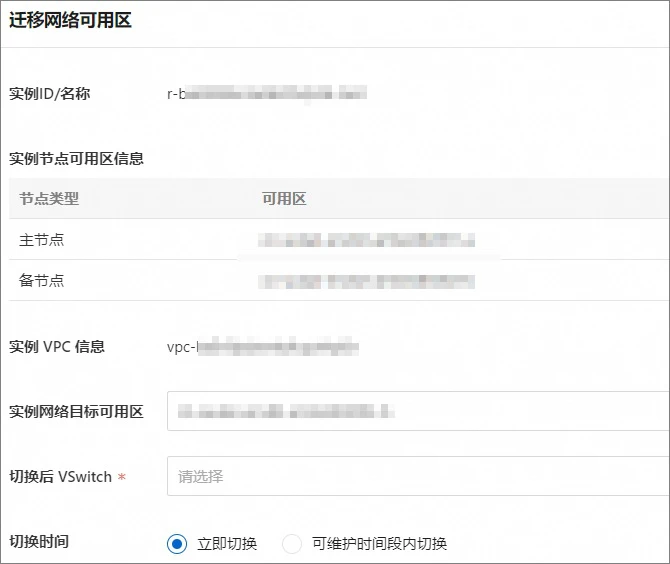 迁移网络可用区
实例ID/名称 r-b
实例节点可用区信息
节点类型 可用区
主节点
备节点
实例 VPC 信息 vpc-
实例网络目标可用区
切换后 VSwitch * 请选择
切换时间 立即切换 可维护时间段内切换